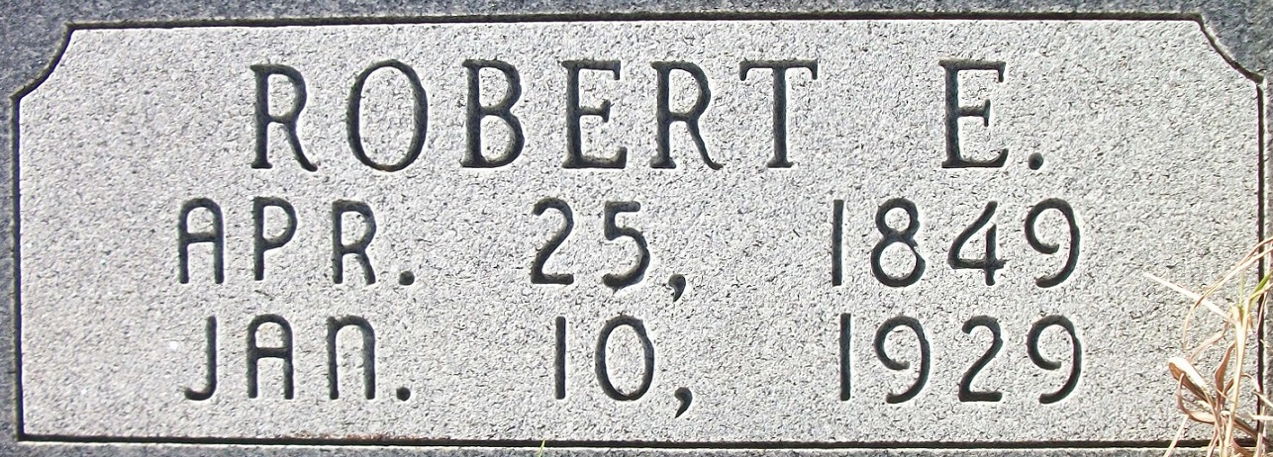 ROBERT E.
APR. 25, 1849
JAN. 10, 1929